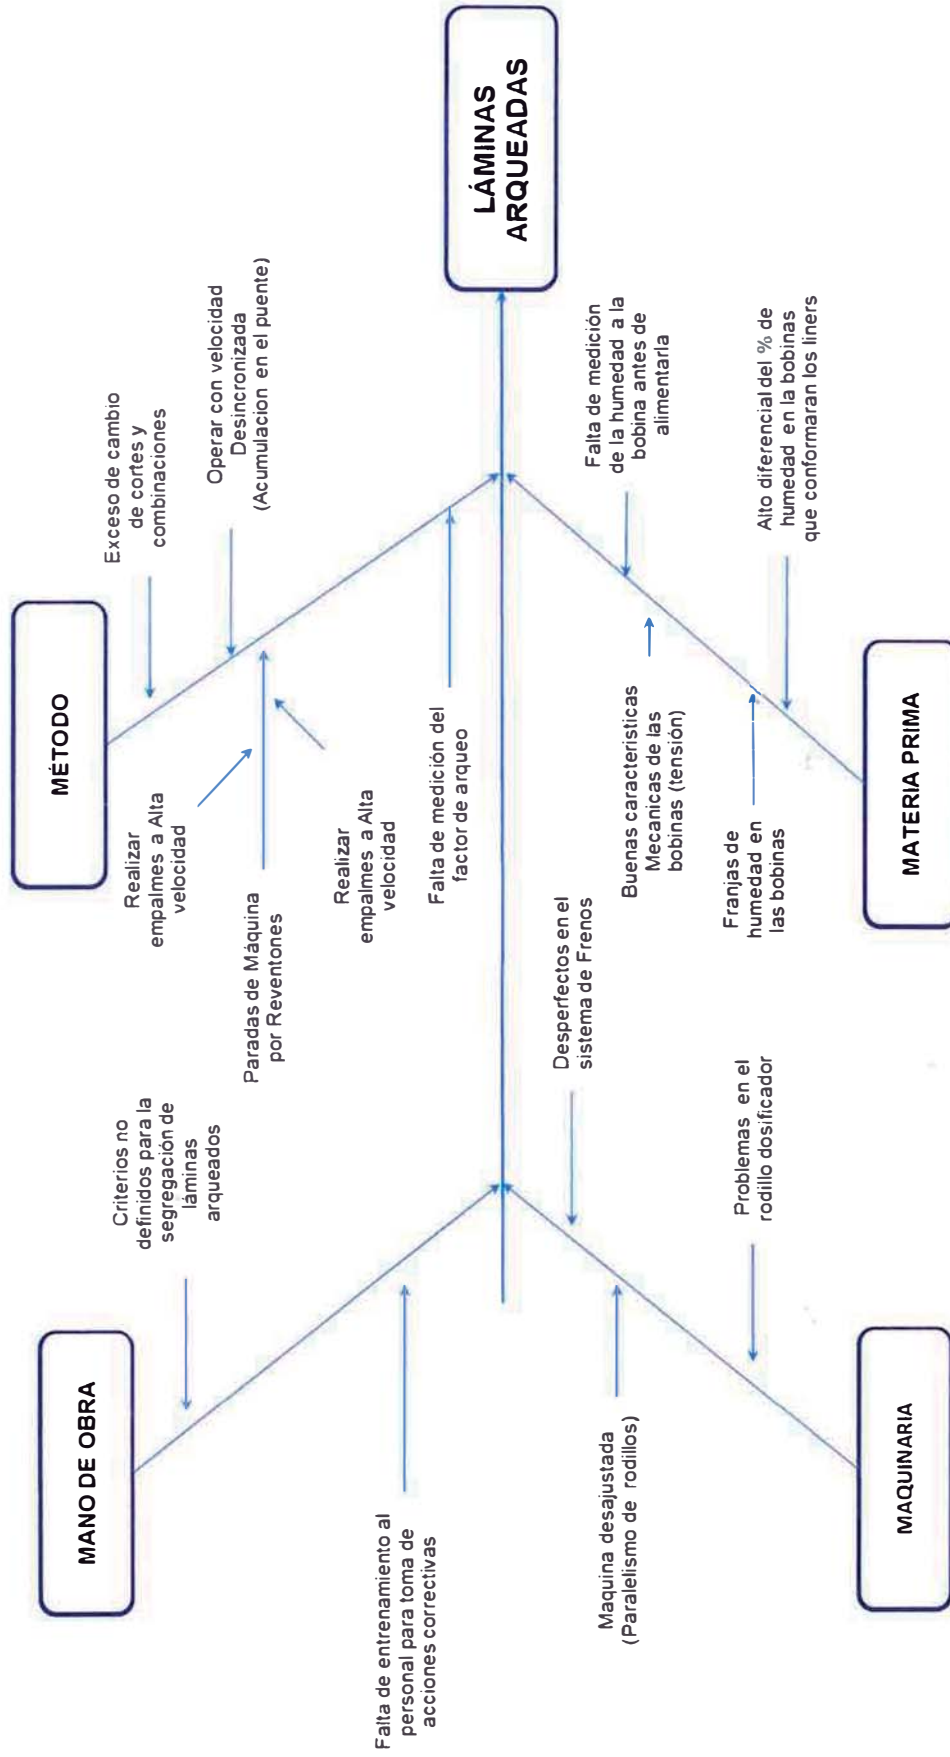 MANO DE OBRA
Criterios no
definidos para la
segregación de
láminas
arqueados
Falta de entrenamiento al
personal para toma de
acciones correctivas
MÉTODO
Exceso de cambio
de cortes y
combinaciones
Operar con velocidad
Desincronizada
(Acumulacion en el puente)
Realizar
empalmes a Alta
velocidad
Paradas de Máquina
por Reventones
Realizar
empalmes a Alta
velocidad
Falta de medición del
factor de arqueo
LÁMINAS
ARQUEADAS
Desperfectos en el
sistema de Frenos
Maquina desajustada
(Paralelismo de rodillos)
Problemas en el
rodillo dosificador
MAQUINARIA
Falta de medición
de la humedad a la
bobina antes de
alimentarla
Buenas caracteristicas
Mecanicas de las
bobinas (tensión)
Franjas de
humedad en
las bobinas
Alto diferencial del % de
humedad en la bobinas
que conformaran los liners
MATERIA PRIMA